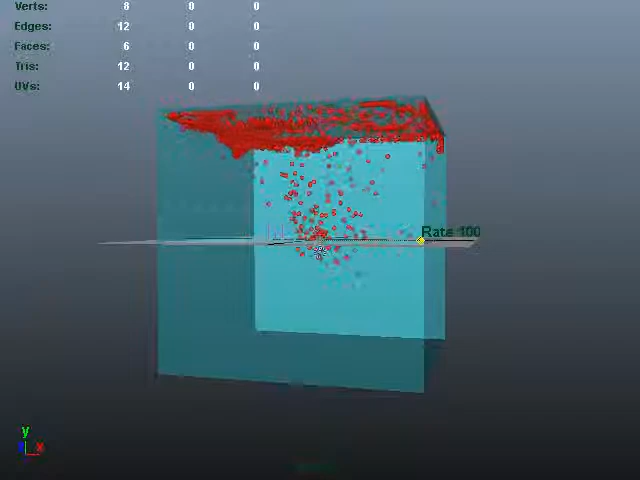 Verts: 8 0 0
Edges: 12 0 0
Faces: 6 0 0
Tris: 12 0 0
UVs: 14 0 0
Rate 100
y
x